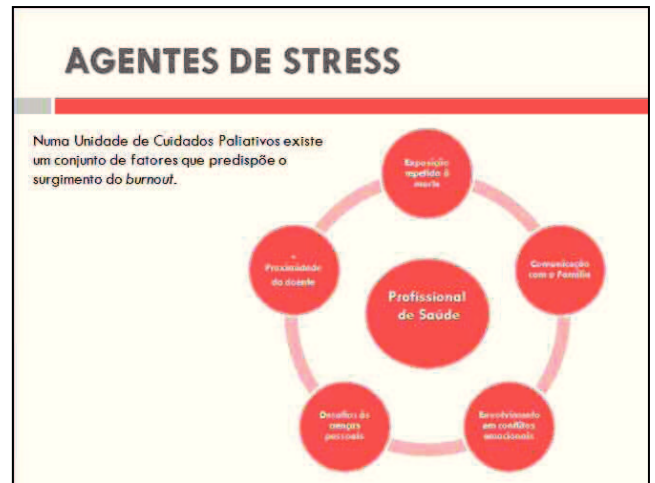 AGENTES DE STRESS
Numa Unidade de Cuidados Paliativos existe
um conjunto de fatores que predispõe o
surgimento do burnout.
Exposição
repetida à
morte
+
Proximidade
do doente
Comunicação
com a Família
Profissional
de Saúde
Desafios às
crenças
pessoais
Envolvimento
em conflitos
emocionais